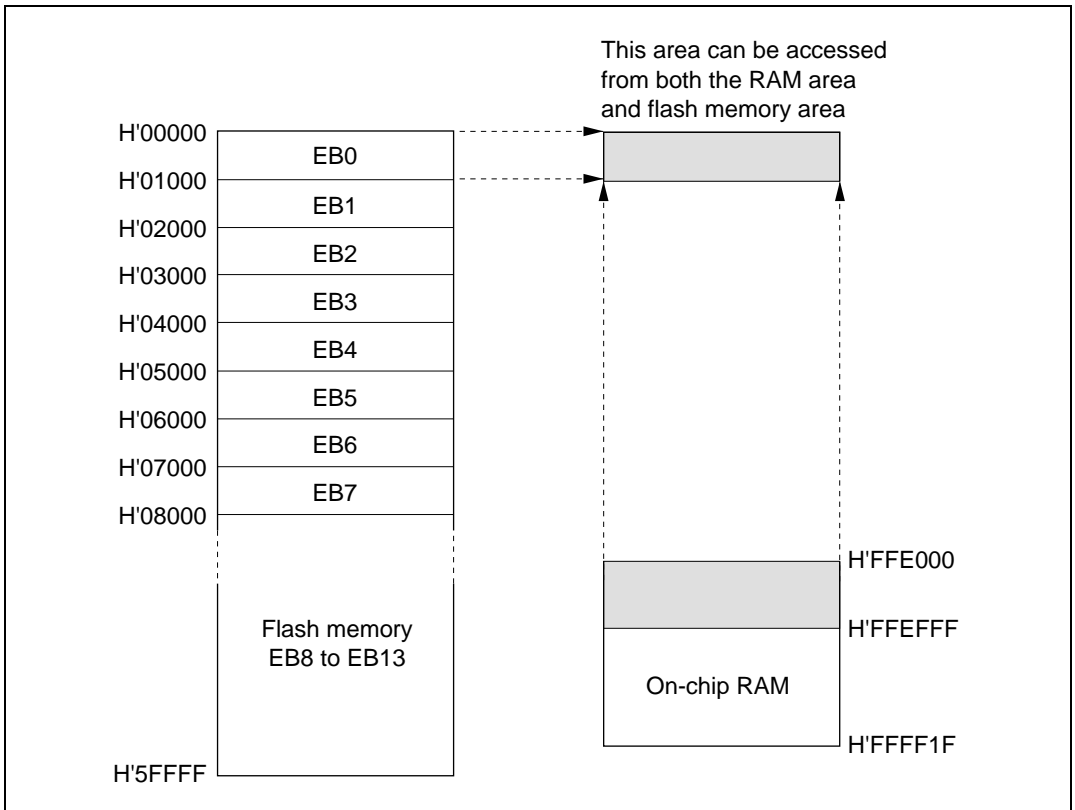 This area can be accessed
from both the RAM area
and flash memory area
H'00000
EB0
H'01000
EB1
H'02000
EB2
H'03000
EB3
H'04000
EB4
H'05000
EB5
H'06000
EB6
H'07000
EB7
H'08000
H'FFE000
Flash memory
EB8 to EB13
H'FFEFFF
On-chip RAM
H'FFFF1F
H'5FFFF